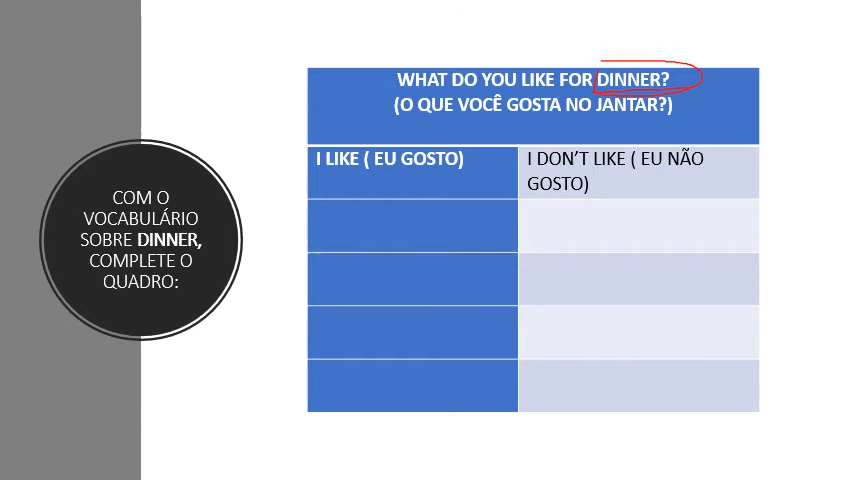 COM O
VOCABULÁRIO
SOBRE DINNER,
COMPLETE O
QUADRO:
WHAT DO YOU LIKE FOR DINNER?
(O QUE VOCÊ GOSTA NO JANTAR?)
I LIKE ( EU GOSTO)
I DON’T LIKE ( EU NÃO
GOSTO)